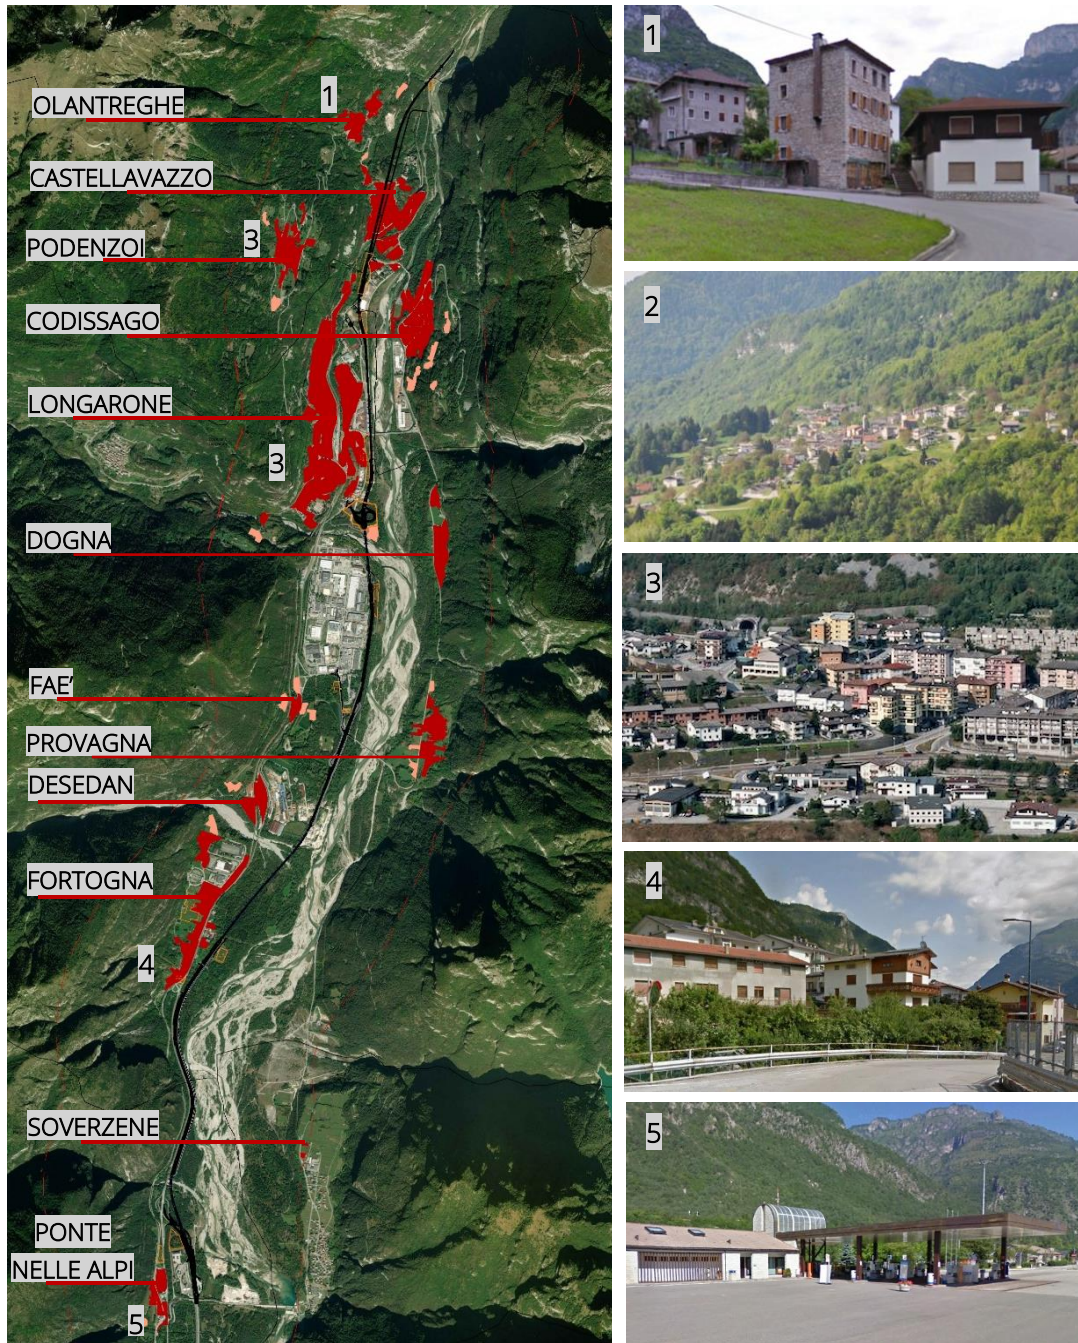 OLANTREGHE
1
CASTELLAVAZZO
PODENZOI
3
CODISSAGO
LONGARONE
3
DOGNA
FAE'
PROVAGNA
DESEDAN
FORTOGNA
4
SOVERZENE
PONTE
NELLE ALPI
5
1
2
3
4
5